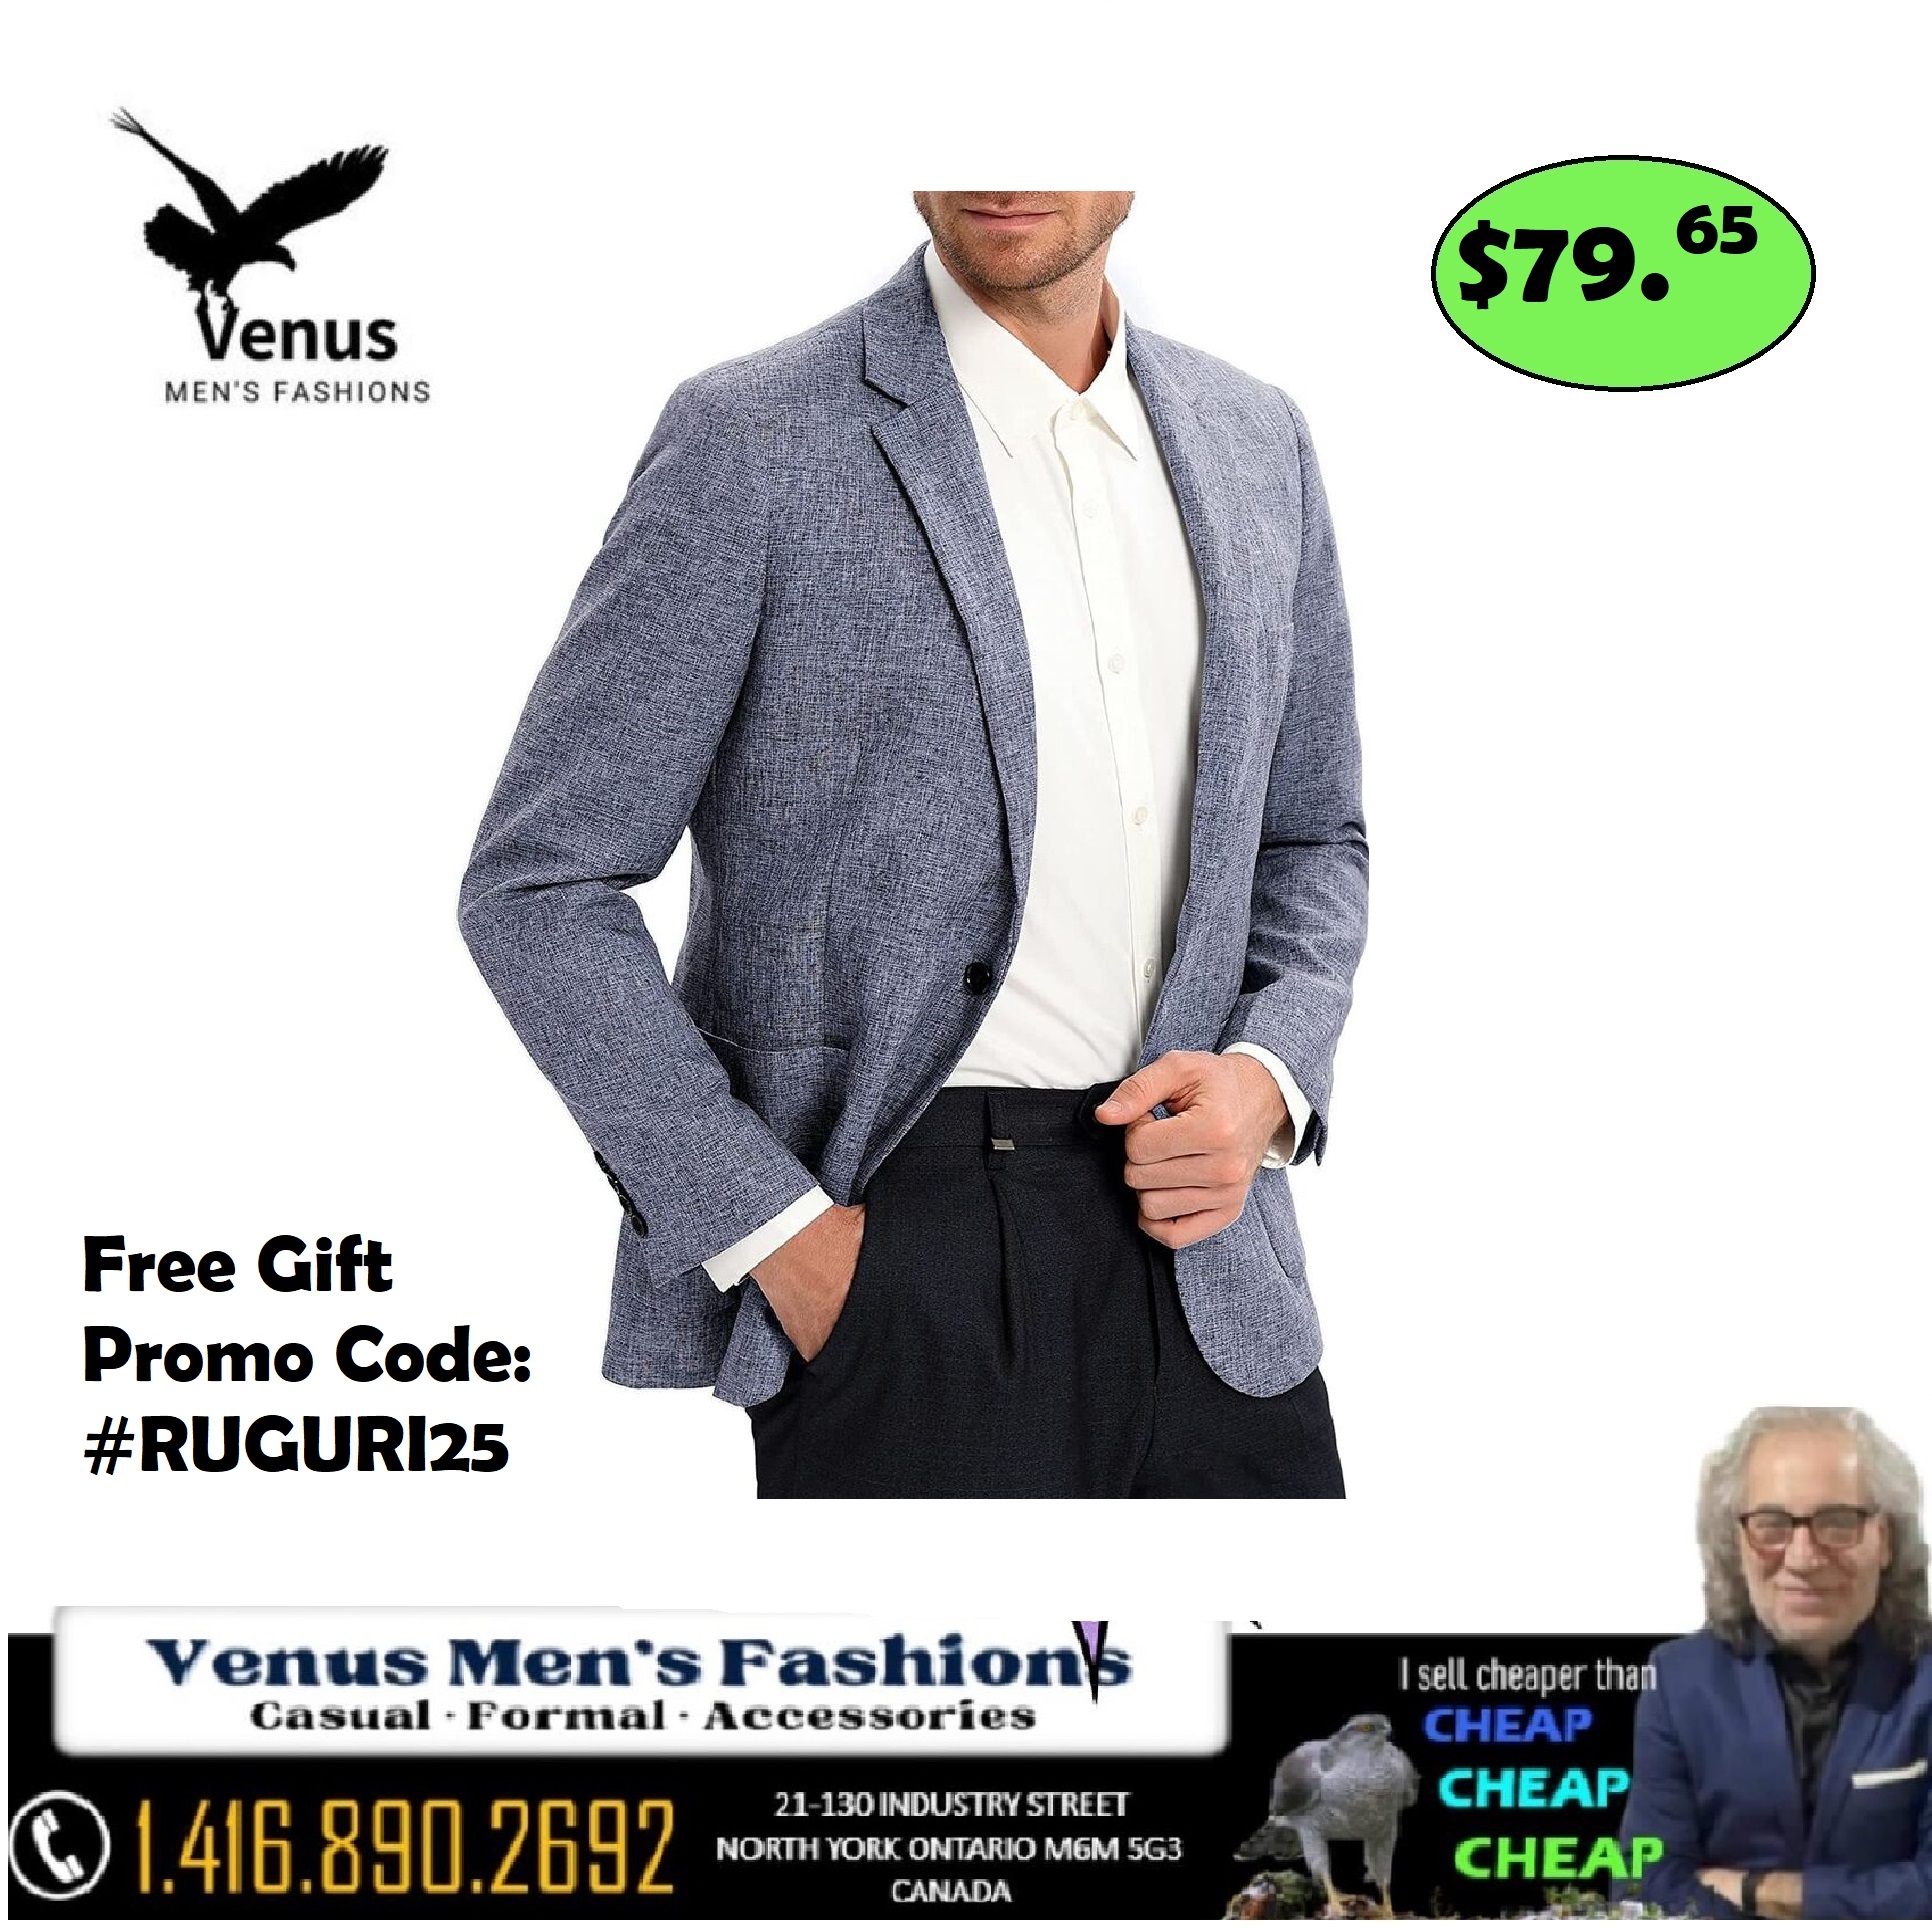 Venus
MEN'S FASHIONS
$79.65
Free Gift
Promo Code:
#RUGURI25
Venus Men's Fashions
Casual · Formal · Accessories
1.416.890.2692
21-130 INDUSTRY STREET
NORTH YORK ONTARIO M6M 5G3
CANADA
I sell cheaper than
CHEAP
CHEAP
CHEAP